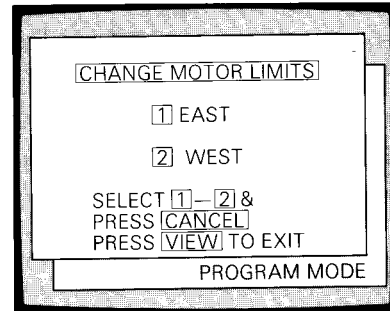 CHANGE MOTOR LIMITS
1 EAST
2 WEST
SELECT 1–2 &
PRESS CANCEL
PRESS VIEW TO EXIT
PROGRAM MODE